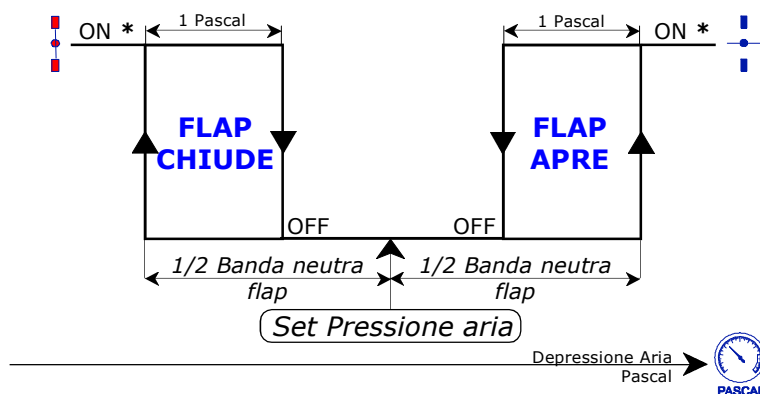 1 Pascal
1 Pascal
ON *
ON *
FLAP
CHIUDE
FLAP
APRE
OFF
OFF
1/2 Banda neutra
flap
1/2 Banda neutra
flap
Set Pressione aria
Depressione Aria
Pascal
PASCAL